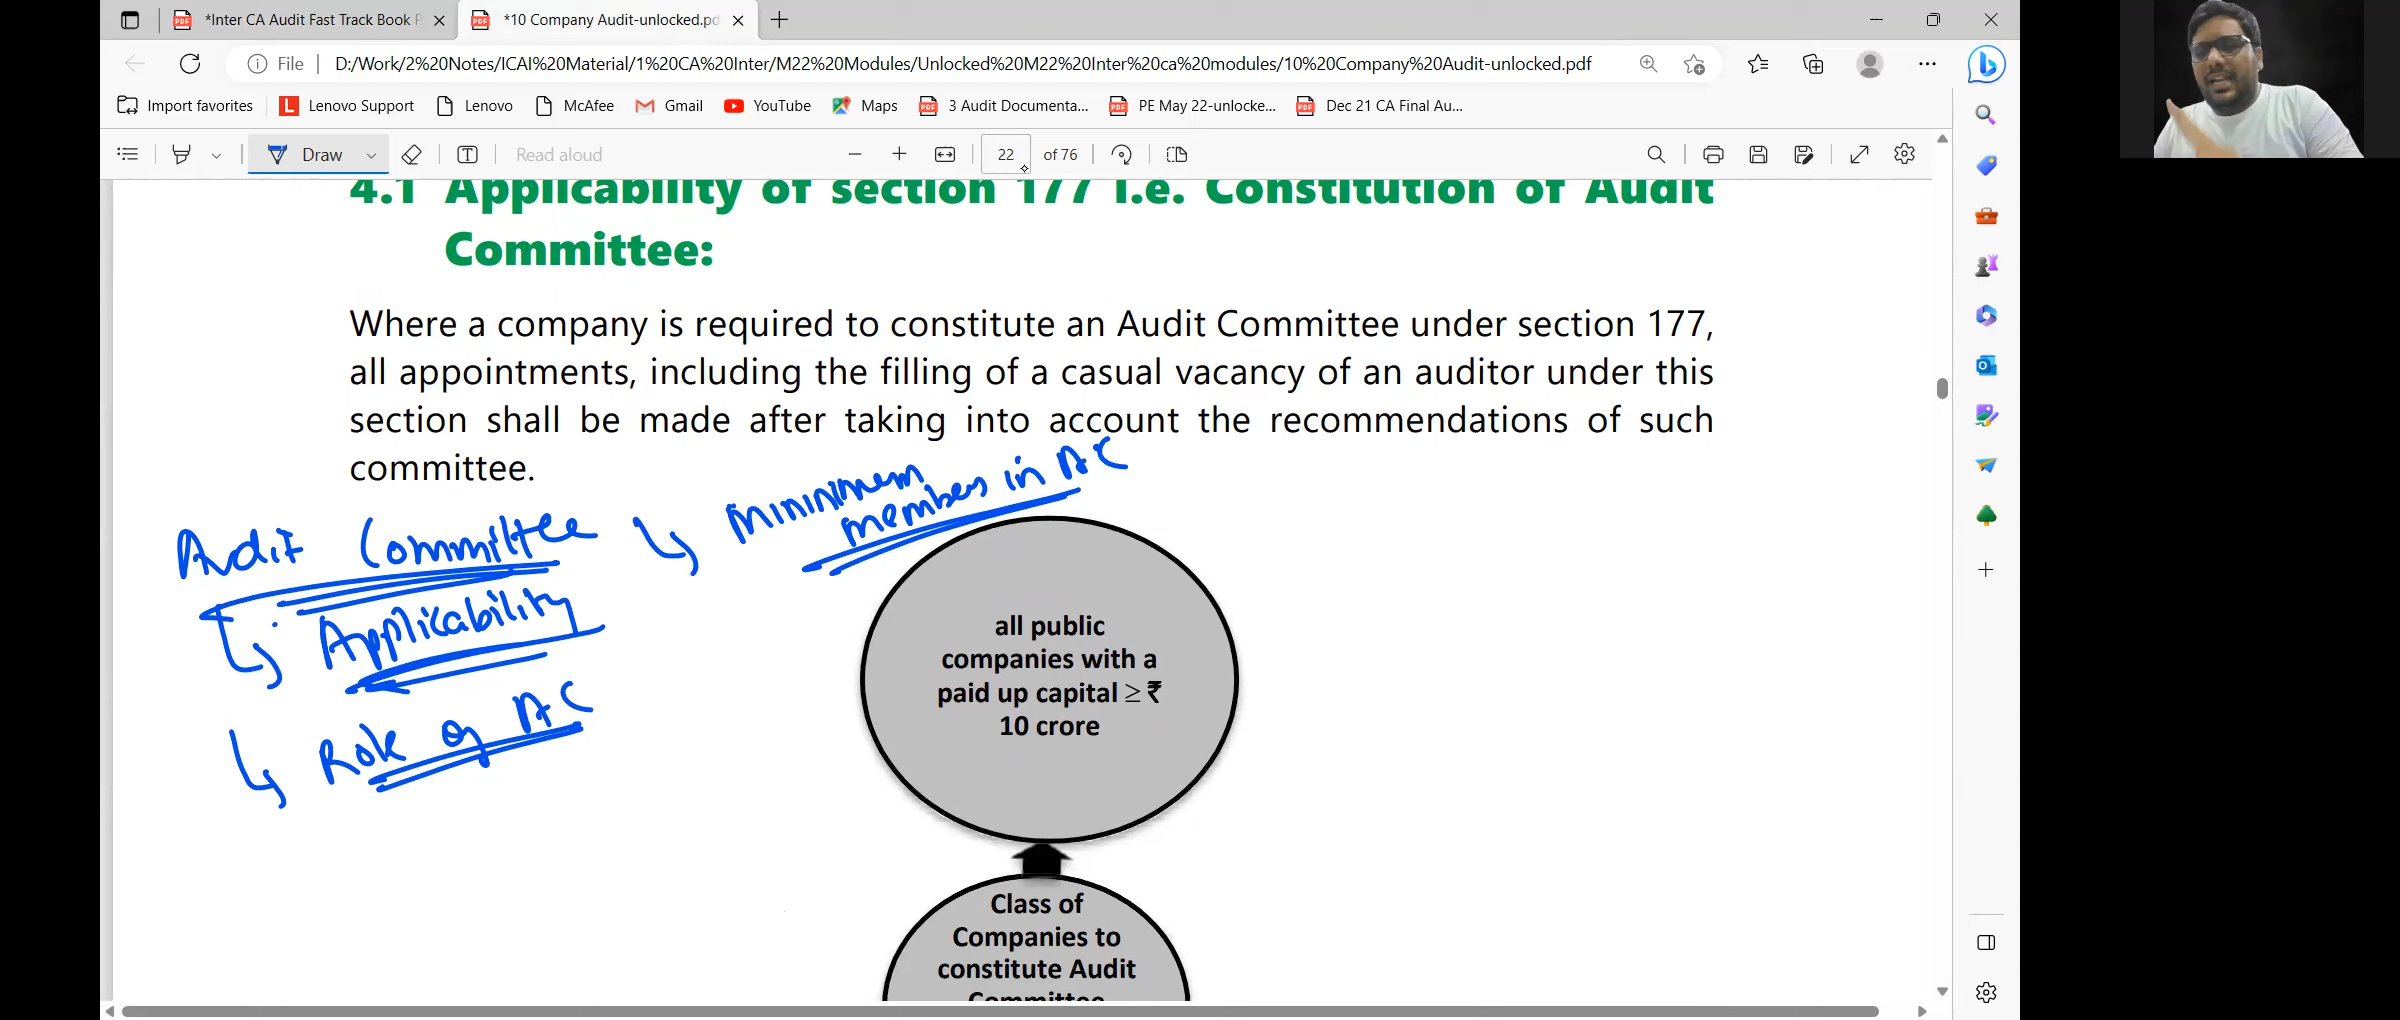 *Inter CA Audit Fast Track Book P
*10 Company Audit-unlocked.pd
File
D:/Work/2%20Notes/ICAI%20Material/1%20CA%20Inter/M22%20Modules/Unlocked%20M22%20Inter%20ca%20modules/10%20Company%20Audit-unlocked.pdf
Import favorites
Lenovo Support
Lenovo
McAfee
Gmail
YouTube
Maps
3 Audit Documenta...
PE May 22-unlocke...
Dec 21 CA Final Au...
Draw
Read aloud
22
of 76
4.1 Applicability of section 177 i.e. Constitution of Audit
Committee:
Where a company is required to constitute an Audit Committee under section 177,
all appointments, including the filling of a casual vacancy of an auditor under this
section shall be made after taking into account the recommendations of such
committee.
Audit Committee
Applicability
Role of AC
members in AC
all public
companies with a
paid up capital ≥ ₹
10 crore
Class of
Companies to
constitute Audit
Committee